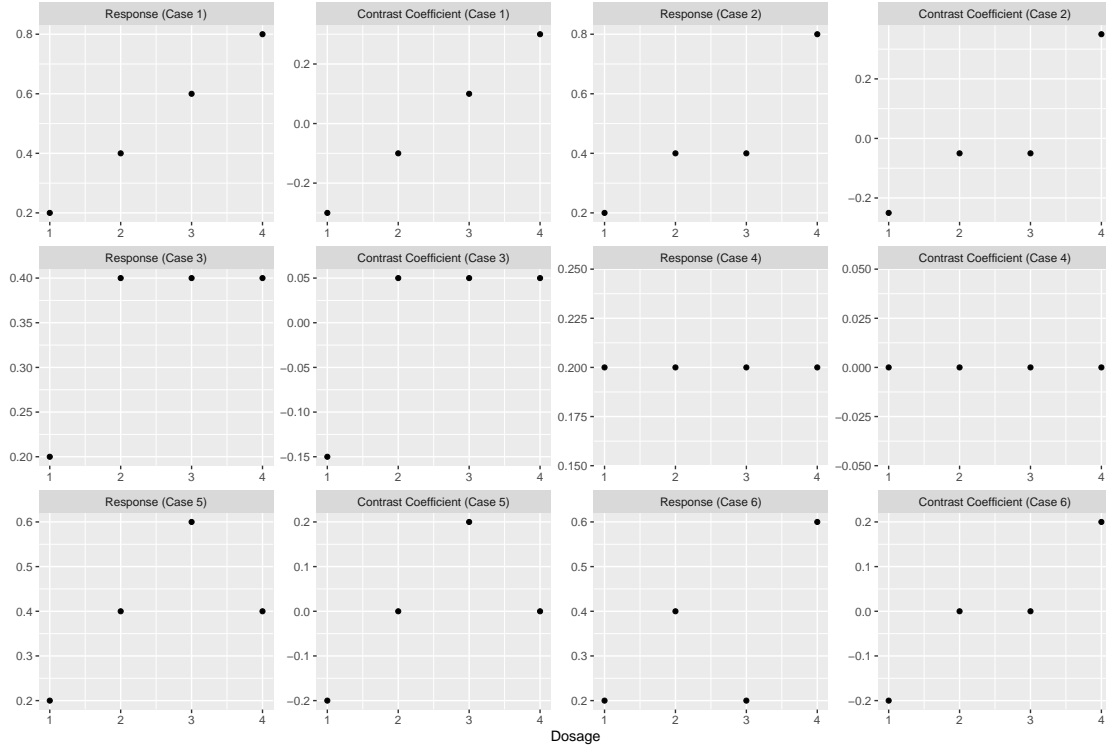 Response (Case 1)
Contrast Coefficient (Case 1)
Response (Case 2)
Contrast Coefficient (Case 2)
0.8
0.6
0.4
0.2
1 2 3 4
0.2
0.0
−0.2
1 2 3 4
0.8
0.6
0.4
0.2
1 2 3 4
0.2
0.0
−0.2
1 2 3 4
Response (Case 3)
Contrast Coefficient (Case 3)
Response (Case 4)
Contrast Coefficient (Case 4)
0.40
0.35
0.30
0.25
0.20
1 2 3 4
0.05
0.00
−0.05
−0.10
−0.15
1 2 3 4
0.250
0.225
0.200
0.175
0.150
1 2 3 4
0.050
0.025
0.000
−0.025
−0.050
1 2 3 4
Response (Case 5)
Contrast Coefficient (Case 5)
Response (Case 6)
Contrast Coefficient (Case 6)
0.6
0.5
0.4
0.3
0.2
1 2 3 4
0.2
0.1
0.0
−0.1
−0.2
1 2 3 4
0.6
0.5
0.4
0.3
0.2
1 2 3 4
0.2
0.1
0.0
−0.1
−0.2
1 2 3 4
Dosage